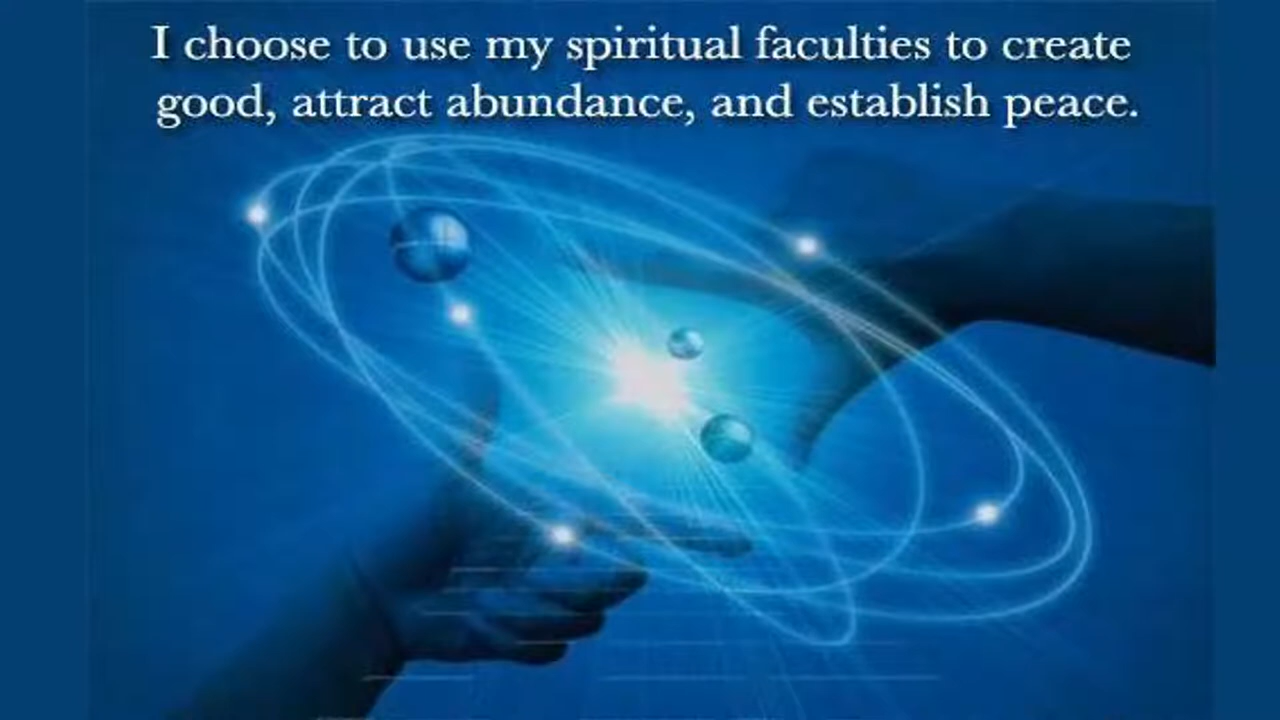 I choose to use my spiritual faculties to create
good, attract abundance, and establish peace.